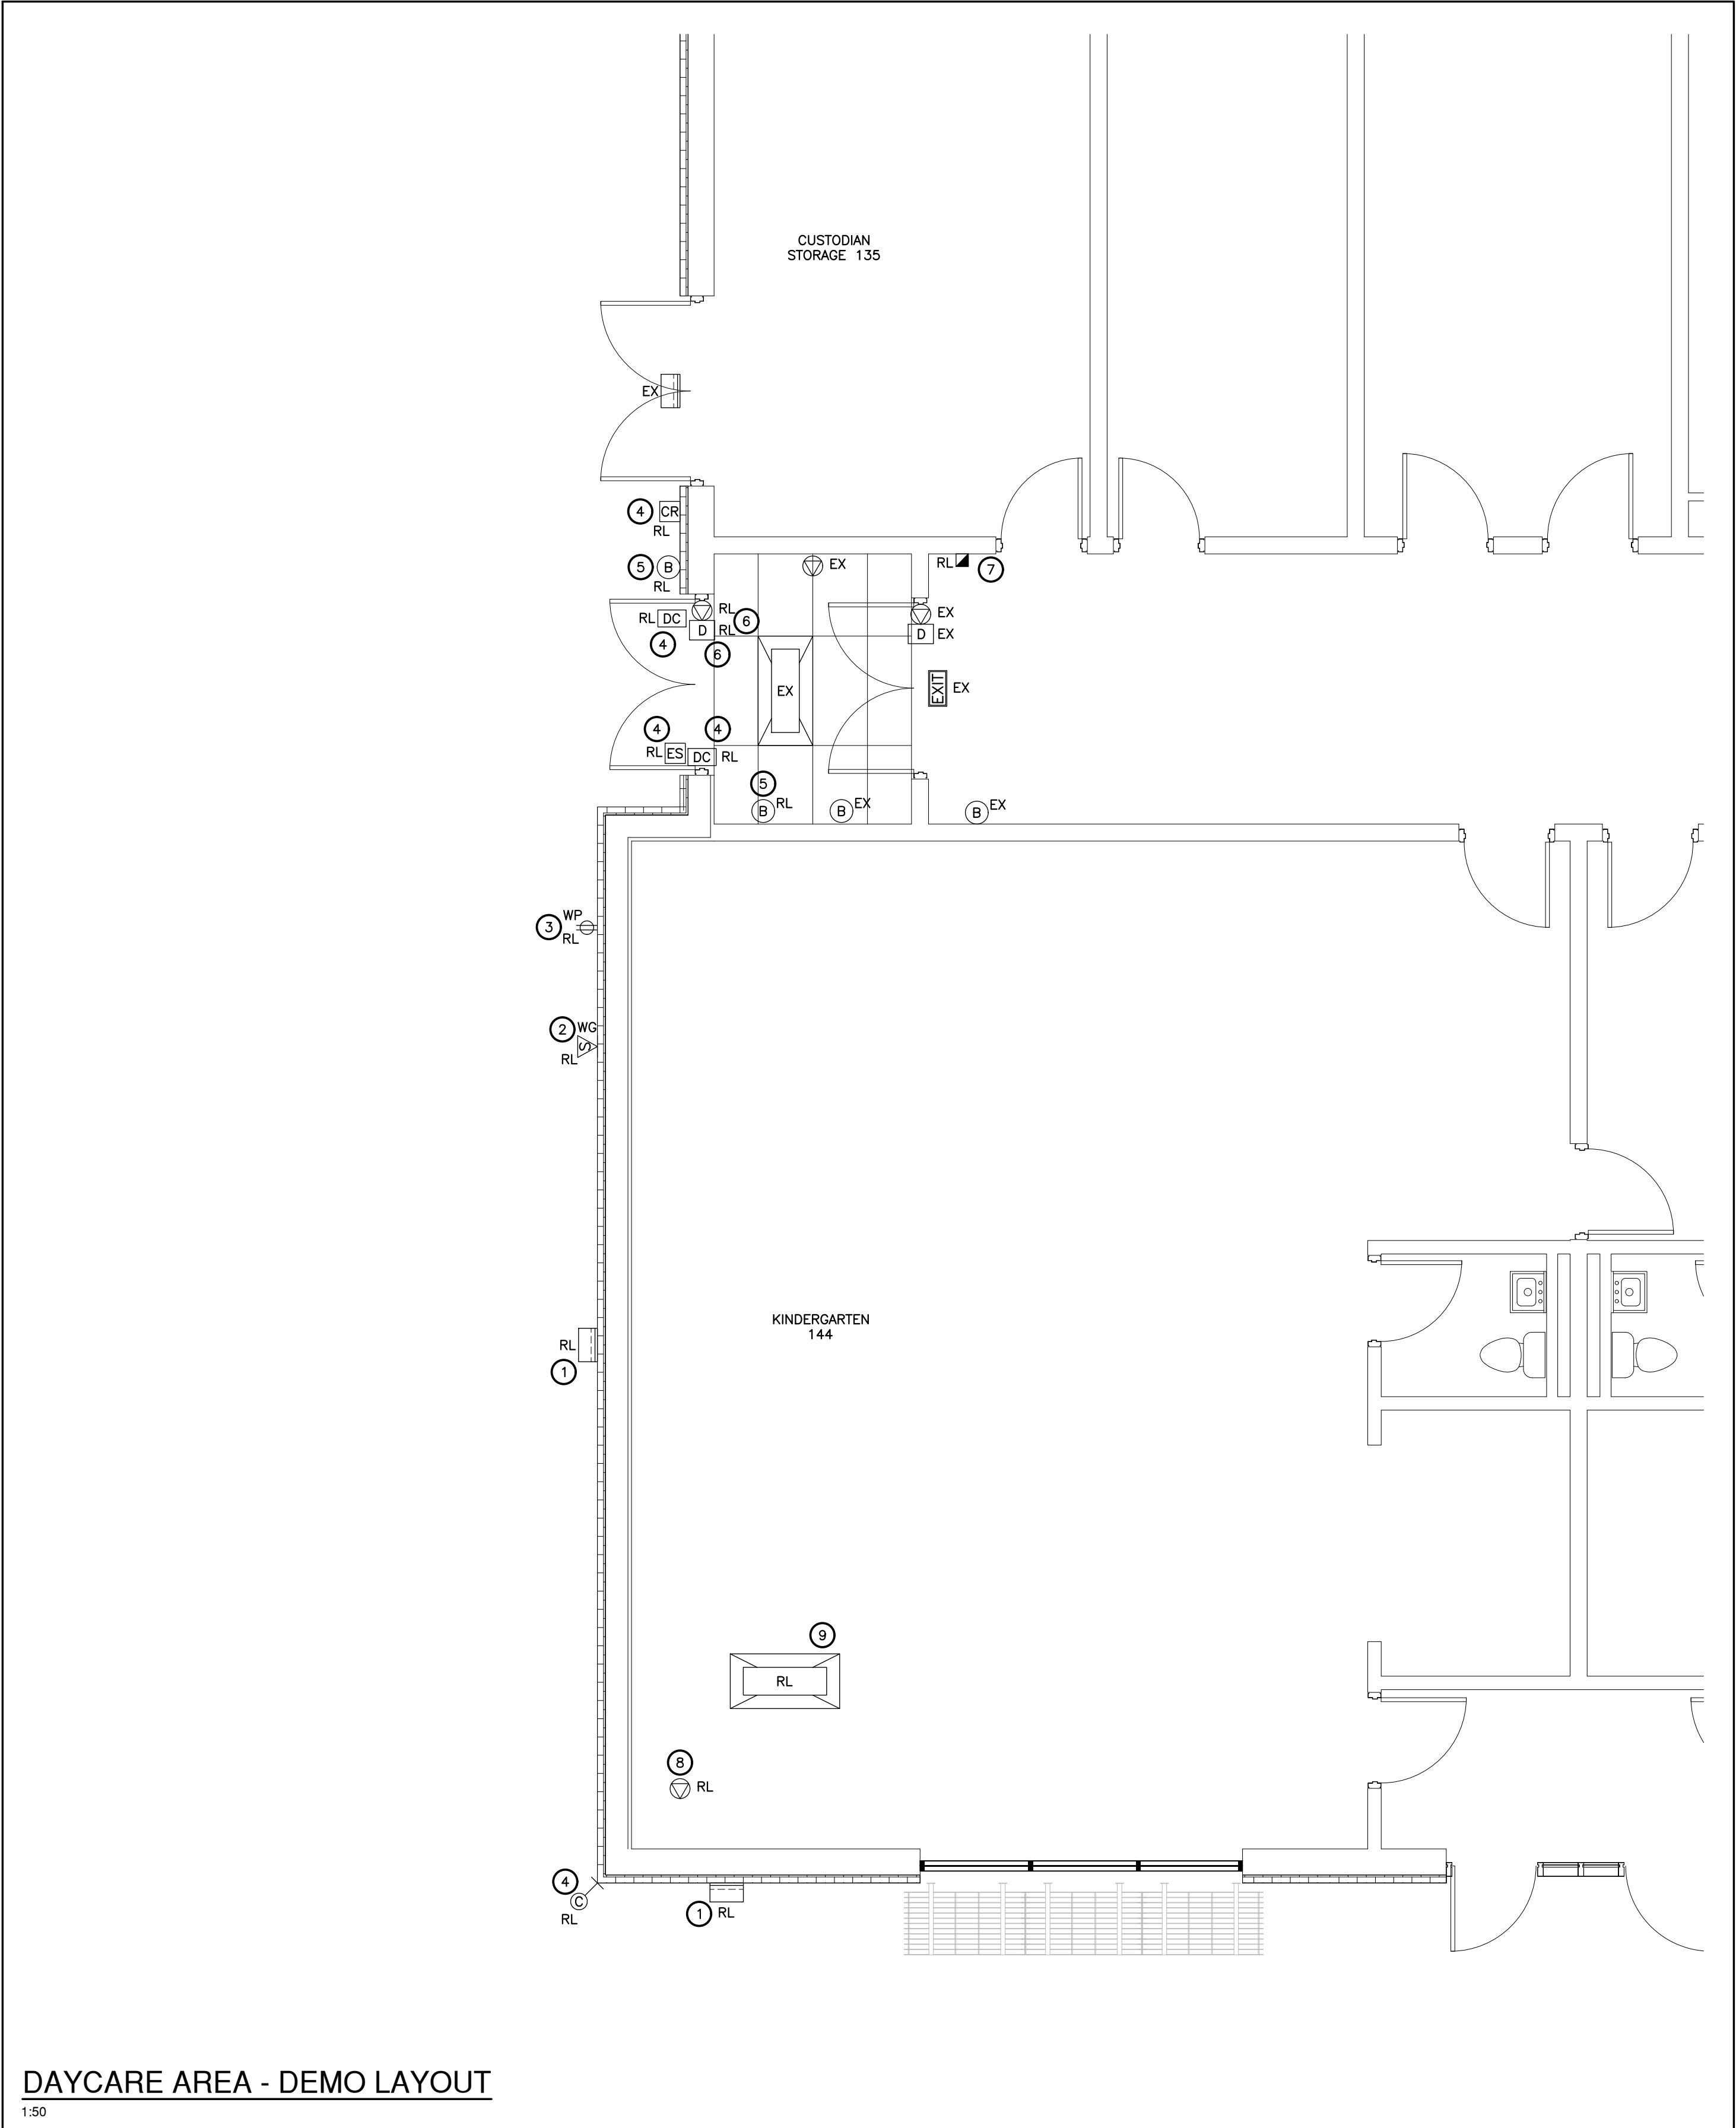 CUSTODIAN
STORAGE 135
EX
4 CR
RL
5 B
RL
RL 7
EX
RL DC
4
RL 6
D RL
6
EX
D EX
EX
EXIT EX
4
RL ES
4
DC RL
5
B RL
B EX
B EX
3 WP
RL
2 WG
S
RL
KINDERGARTEN
144
RL
1
9
RL
8
RL
4
C
RL
1 RL
DAYCARE AREA - DEMO LAYOUT
1:50